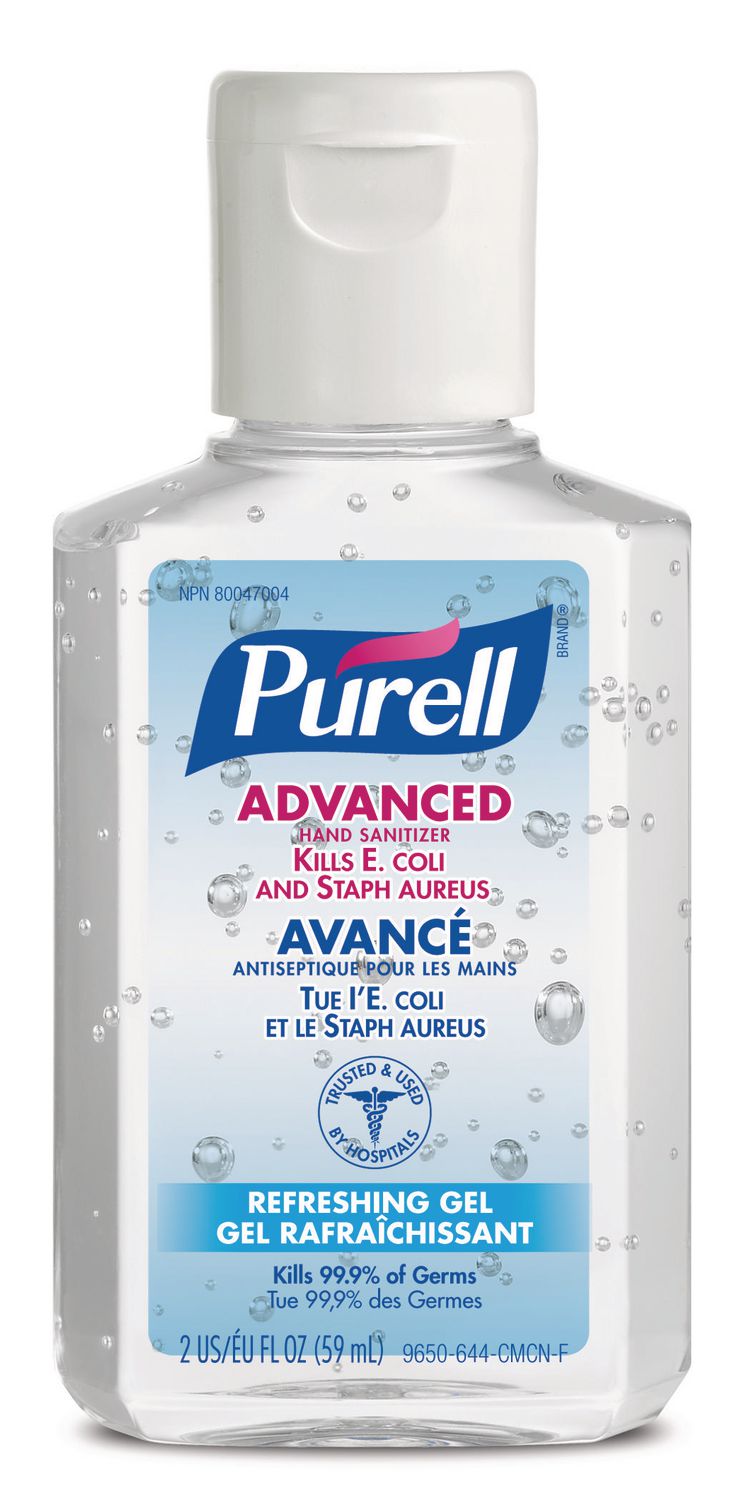 NPN 80047004
Purell
BRAND®
ADVANCED
HAND SANITIZER
KILLS E. COLI
AND STAPH AUREUS
AVANCÉ
ANTISEPTIQUE POUR LES MAINS
TUE l'E. COLI
ET LE STAPH AUREUS
TRUSTED & USED
BY HOSPITALS
REFRESHING GEL
GEL RAFRAÎCHISSANT
Kills 99.9% of Germs
Tue 99,9% des Germes
2 US/ÉU FL OZ (59 mL) 9650-644-CMCN-F